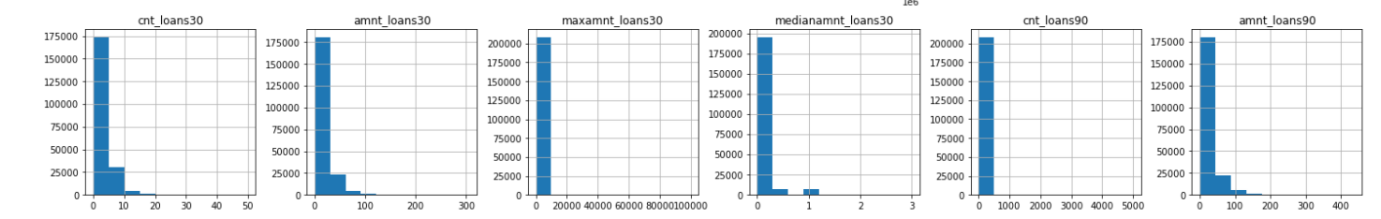 1e6
cnt_loans30 amnt_loans30 maxamnt_loans30 medianamnt_loans30 cnt_loans90 amnt_loans90
175000 175000 200000 200000 200000 175000
150000 150000 175000 175000 175000 150000
125000 125000 150000 150000 150000 125000
100000 100000 125000 125000 125000 100000
75000 75000 100000 100000 100000 75000
50000 50000 75000 75000 75000 50000
25000 25000 50000 50000 50000 25000
0 0 25000 25000 25000 0
0 0 0
0 10 20 30 40 50 0 100 200 300 0 20000 40000 60000 80000100000 0 1 2 3 0 1000 2000 3000 4000 5000 0 100 200 300 400